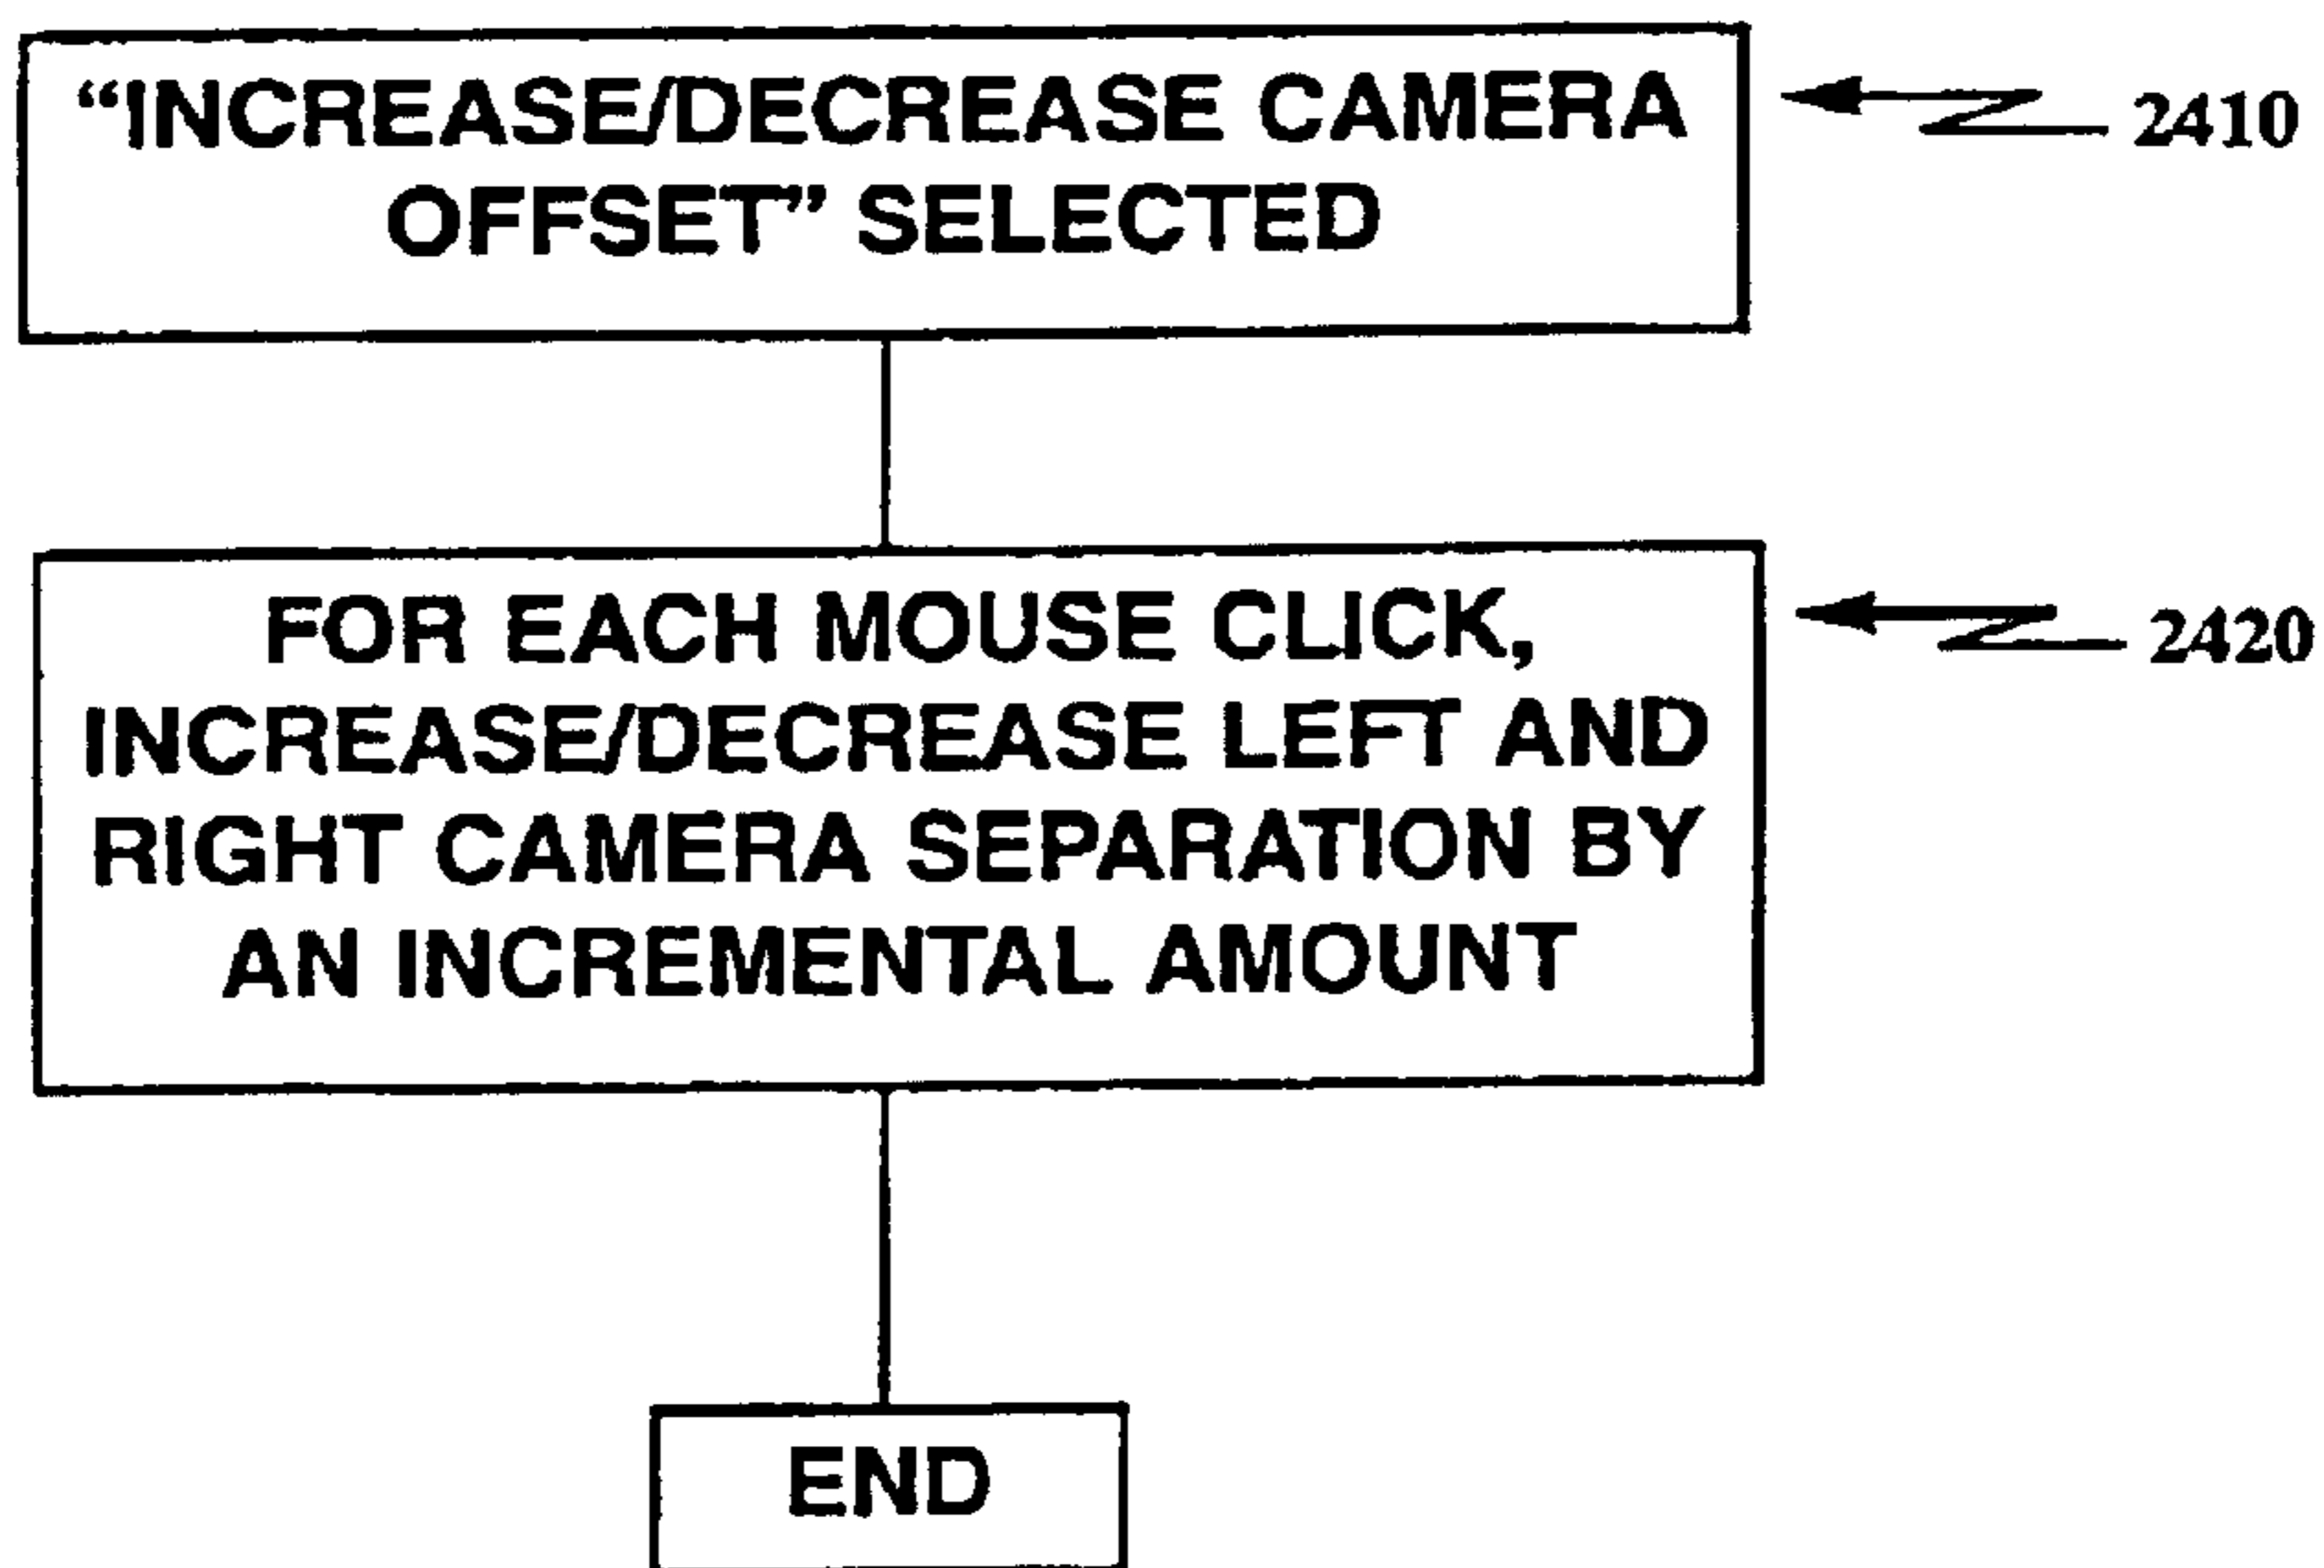 “INCREASE/DECREASE CAMERA
OFFSET” SELECTED
2410
FOR EACH MOUSE CLICK,
INCREASE/DECREASE LEFT AND
RIGHT CAMERA SEPARATION BY
AN INCREMENTAL AMOUNT
2420
END